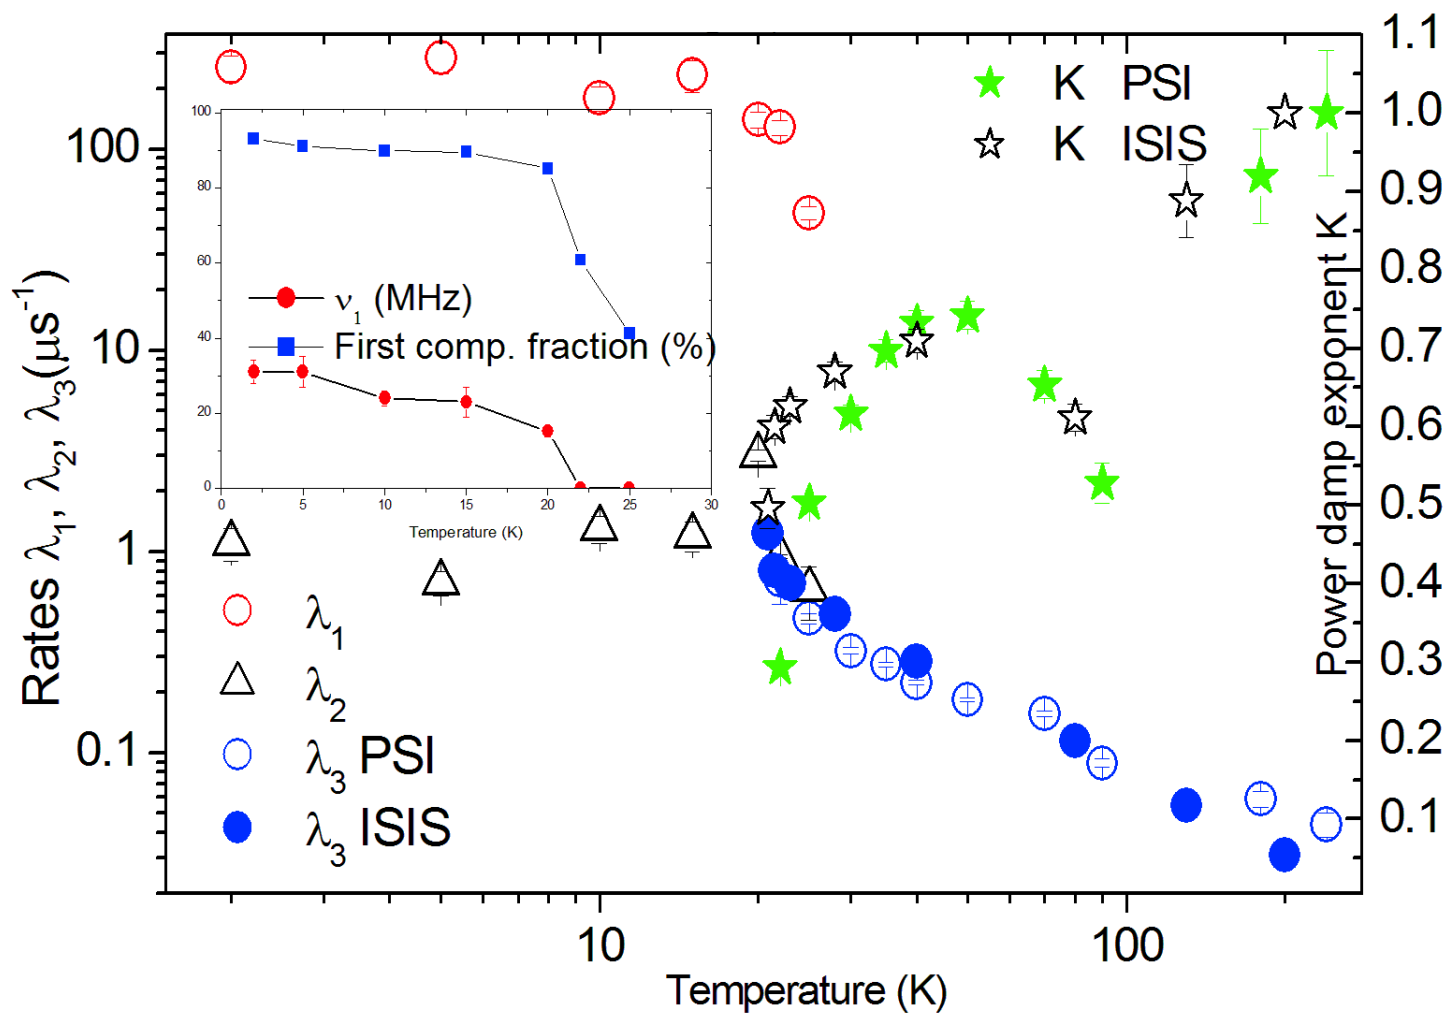 1.1
K PSI
1.0
K ISIS
100
0.9
0.8
Rates λ1, λ2, λ3(μs-1)
10
1
0.1
Power damp exponent K
0.7
0.6
0.5
0.4
0.3
0.2
0.1
100
80
60
40
20
0
ν1 (MHz)
First comp. fraction (%)
0 5 10 15 20 25 30
Temperature (K)
λ1
λ2
λ3 PSI
λ3 ISIS
10 100
Temperature (K)